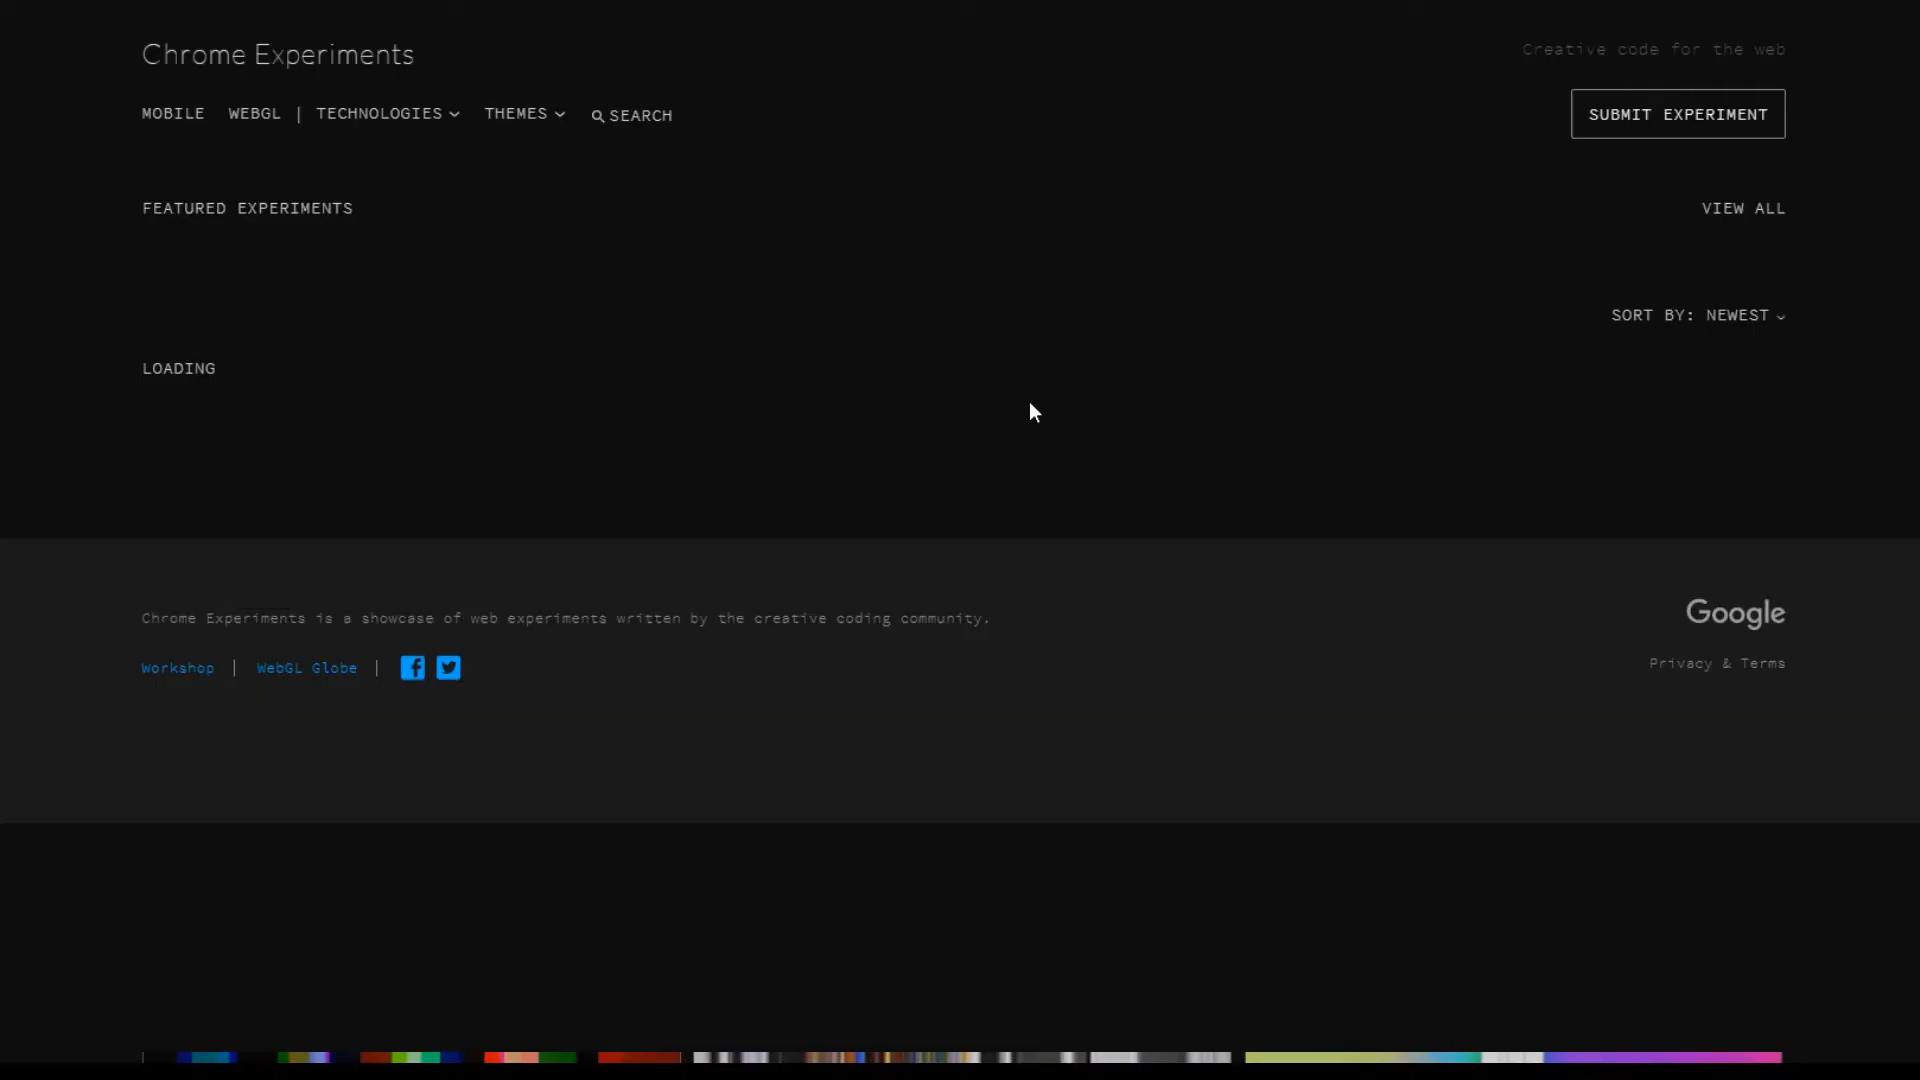 Chrome Experiments
Creative code for the web
MOBILE WEBGL | TECHNOLOGIES THEMES SEARCH
SUBMIT EXPERIMENT
FEATURED EXPERIMENTS
VIEW ALL
SORT BY: NEWEST
LOADING
Chrome Experiments is a showcase of web experiments written by the creative coding community.
Google
Workshop | WebGL Globe |
Privacy & Terms